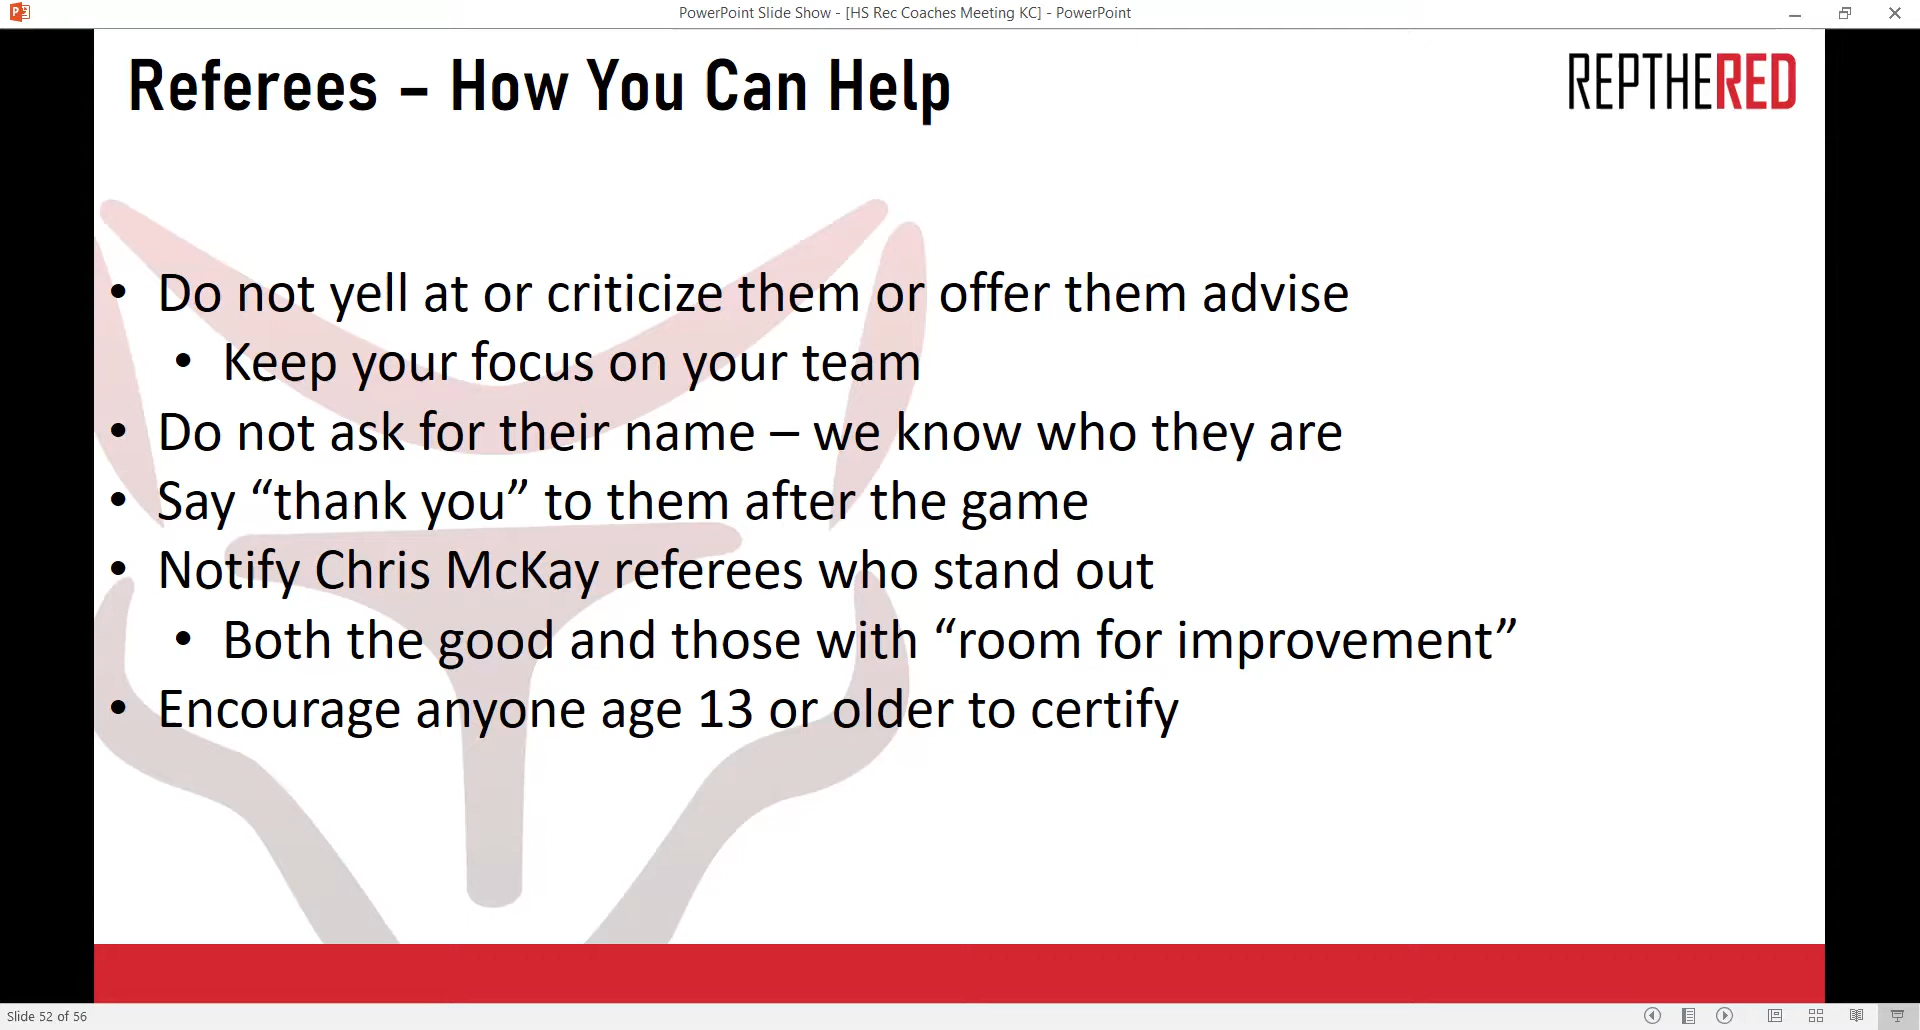 PowerPoint Slide Show - [HS Rec Coaches Meeting KC] - PowerPoint
Referees – How You Can Help
REPTHERED
• Do not yell at or criticize them or offer them advise
• Keep your focus on your team
• Do not ask for their name – we know who they are
• Say “thank you” to them after the game
• Notify Chris McKay referees who stand out
• Both the good and those with “room for improvement”
• Encourage anyone age 13 or older to certify
Slide 52 of 56